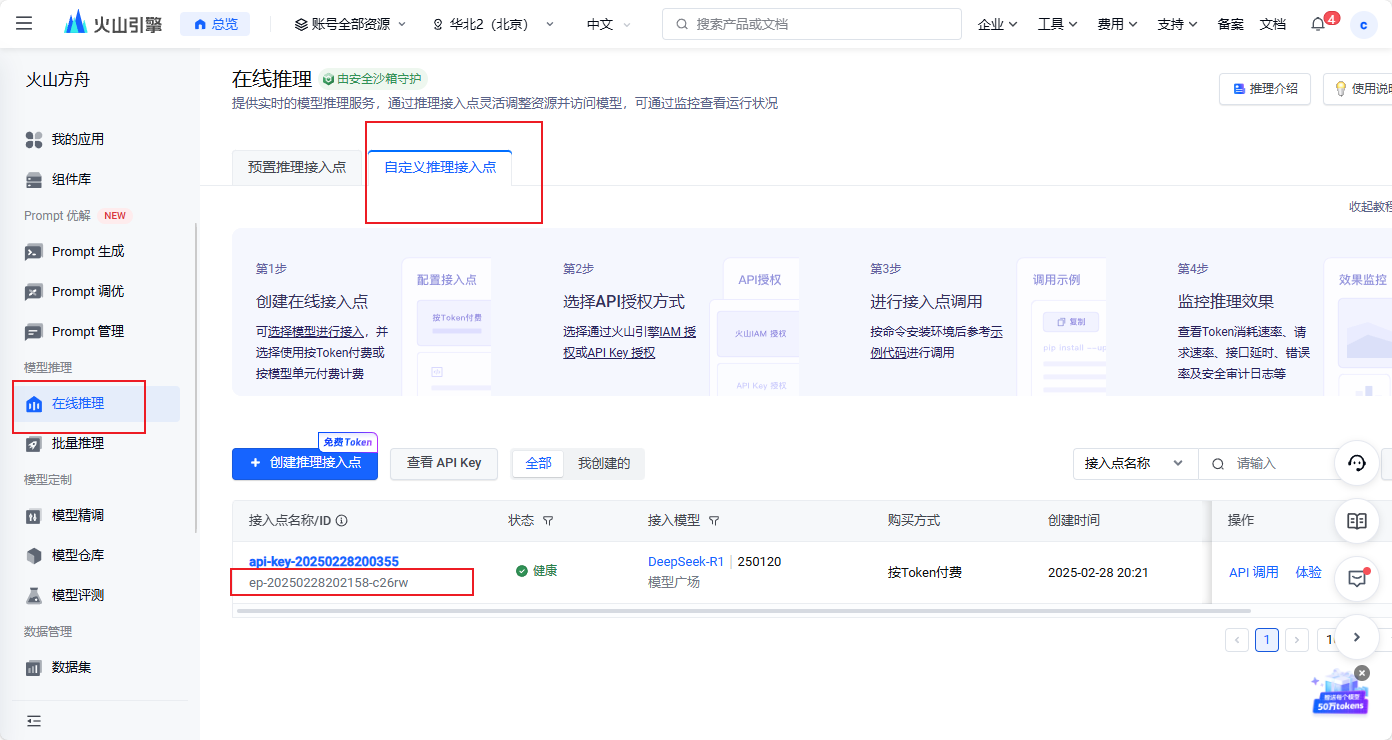 火山引擎
总览
账号全部资源
华北2（北京）
中文
搜索产品或文档
企业
工具
费用
支持
备案
文档
4
c
火山方舟
我的应用
组件库
Prompt 优解
NEW
Prompt 生成
Prompt 调优
Prompt 管理
模型推理
在线推理
批量推理
模型定制
模型精调
模型仓库
模型评测
数据管理
数据集
在线推理
由安全沙箱守护
提供实时的模型推理服务，通过推理接入点灵活调整资源并访问模型，可通过监控查看运行状况
推理介绍
使用说
预置推理接入点
自定义推理接入点
收起教程
第1步
创建在线接入点
可选择模型进行接入，并
选择使用按Token付费或
按模型单元付费计费
配置接入点
按Token付费
第2步
选择API授权方式
选择通过火山引擎IAM 授
权或API Key 授权
API授权
火山IAM 授权
API Key 授权
第3步
进行接入点调用
按命令安装环境后参考示
例代码进行调用
调用示例
复制
pip install --up
第4步
监控推理效果
查看Token消耗速率、请
求速率、接口延时、错误
率及安全审计日志等
效果监控
免费Token
+ 创建推理接入点
查看 API Key
全部
我创建的
接入点名称
请输入
接入点名称/ID
状态
接入模型
购买方式
创建时间
操作
api-key-20250228200355
ep-20250228202158-c26rw
健康
DeepSeek-R1
250120
模型广场
按Token付费
2025-02-28 20:21
API 调用
体验
1
50万tokens